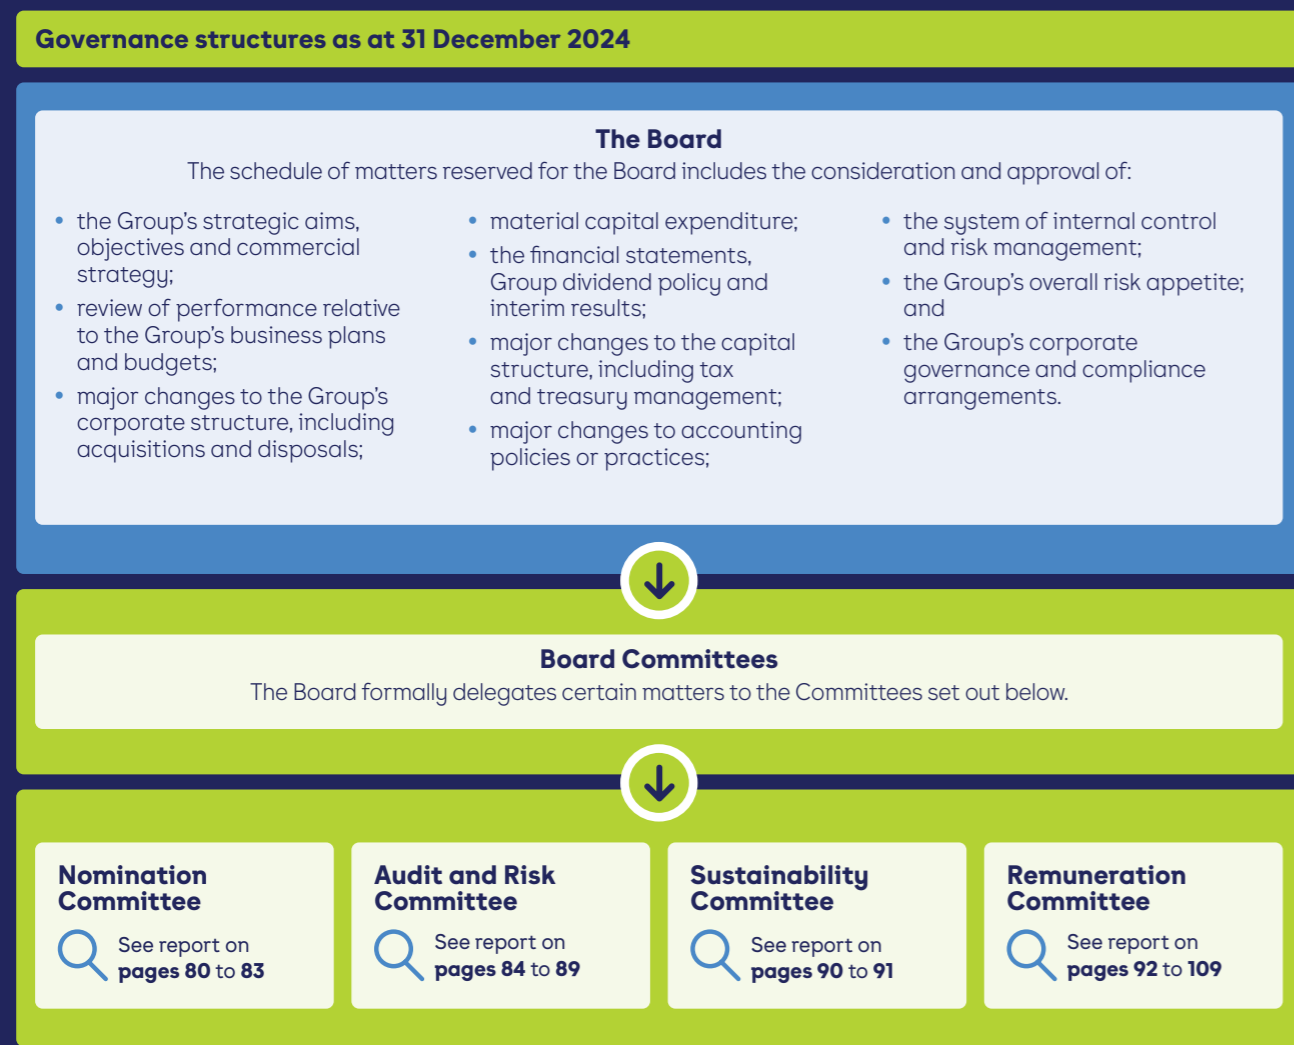 Governance structures as at 31 December 2024
The Board
The schedule of matters reserved for the Board includes the consideration and approval of:
• the Group's strategic aims,
objectives and commercial
strategy;
• review of performance relative
to the Group's business plans
and budgets;
• major changes to the Group's
corporate structure, including
acquisitions and disposals;
• material capital expenditure;
• the financial statements,
Group dividend policy and
interim results;
• major changes to the capital
structure, including tax
and treasury management;
• major changes to accounting
policies or practices;
• the system of internal control
and risk management;
• the Group's overall risk appetite;
and
• the Group's corporate
governance and compliance
arrangements.
Board Committees
The Board formally delegates certain matters to the Committees set out below.
Nomination
Committee
See report on
pages 80 to 83
Audit and Risk
Committee
See report on
pages 84 to 89
Sustainability
Committee
See report on
pages 90 to 91
Remuneration
Committee
See report on
pages 92 to 109